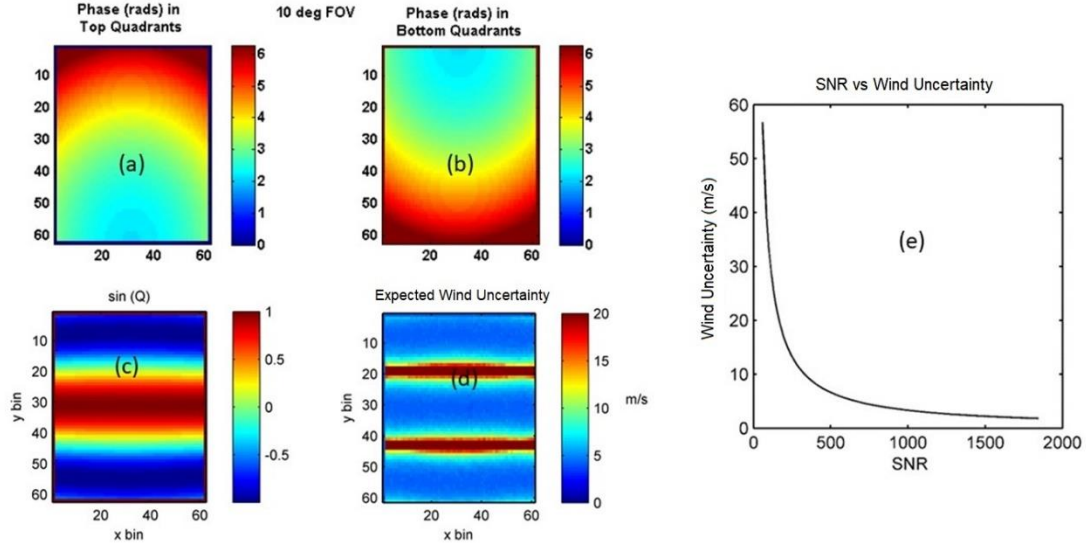 Phase (rads) in
Top Quadrants
10 deg FOV
Phase (rads) in
Bottom Quadrants
10
20
30
40
50
60
20 40 60
(a)
6
5
4
3
2
1
0
10
20
30
40
50
60
20 40 60
(b)
6
5
4
3
2
1
0
sin (Q)
y bin
10
20
30
40
50
60
20 40 60
x bin
(c)
1
0.5
0
-0.5
Expected Wind Uncertainty
y bin
10
20
30
40
50
60
20 40 60
x bin
(d)
20
15
10
5
0
m/s
SNR vs Wind Uncertainty
Wind Uncertainty (m/s)
60
50
40
30
20
10
0
(e)
0 500 1000 1500 2000
SNR